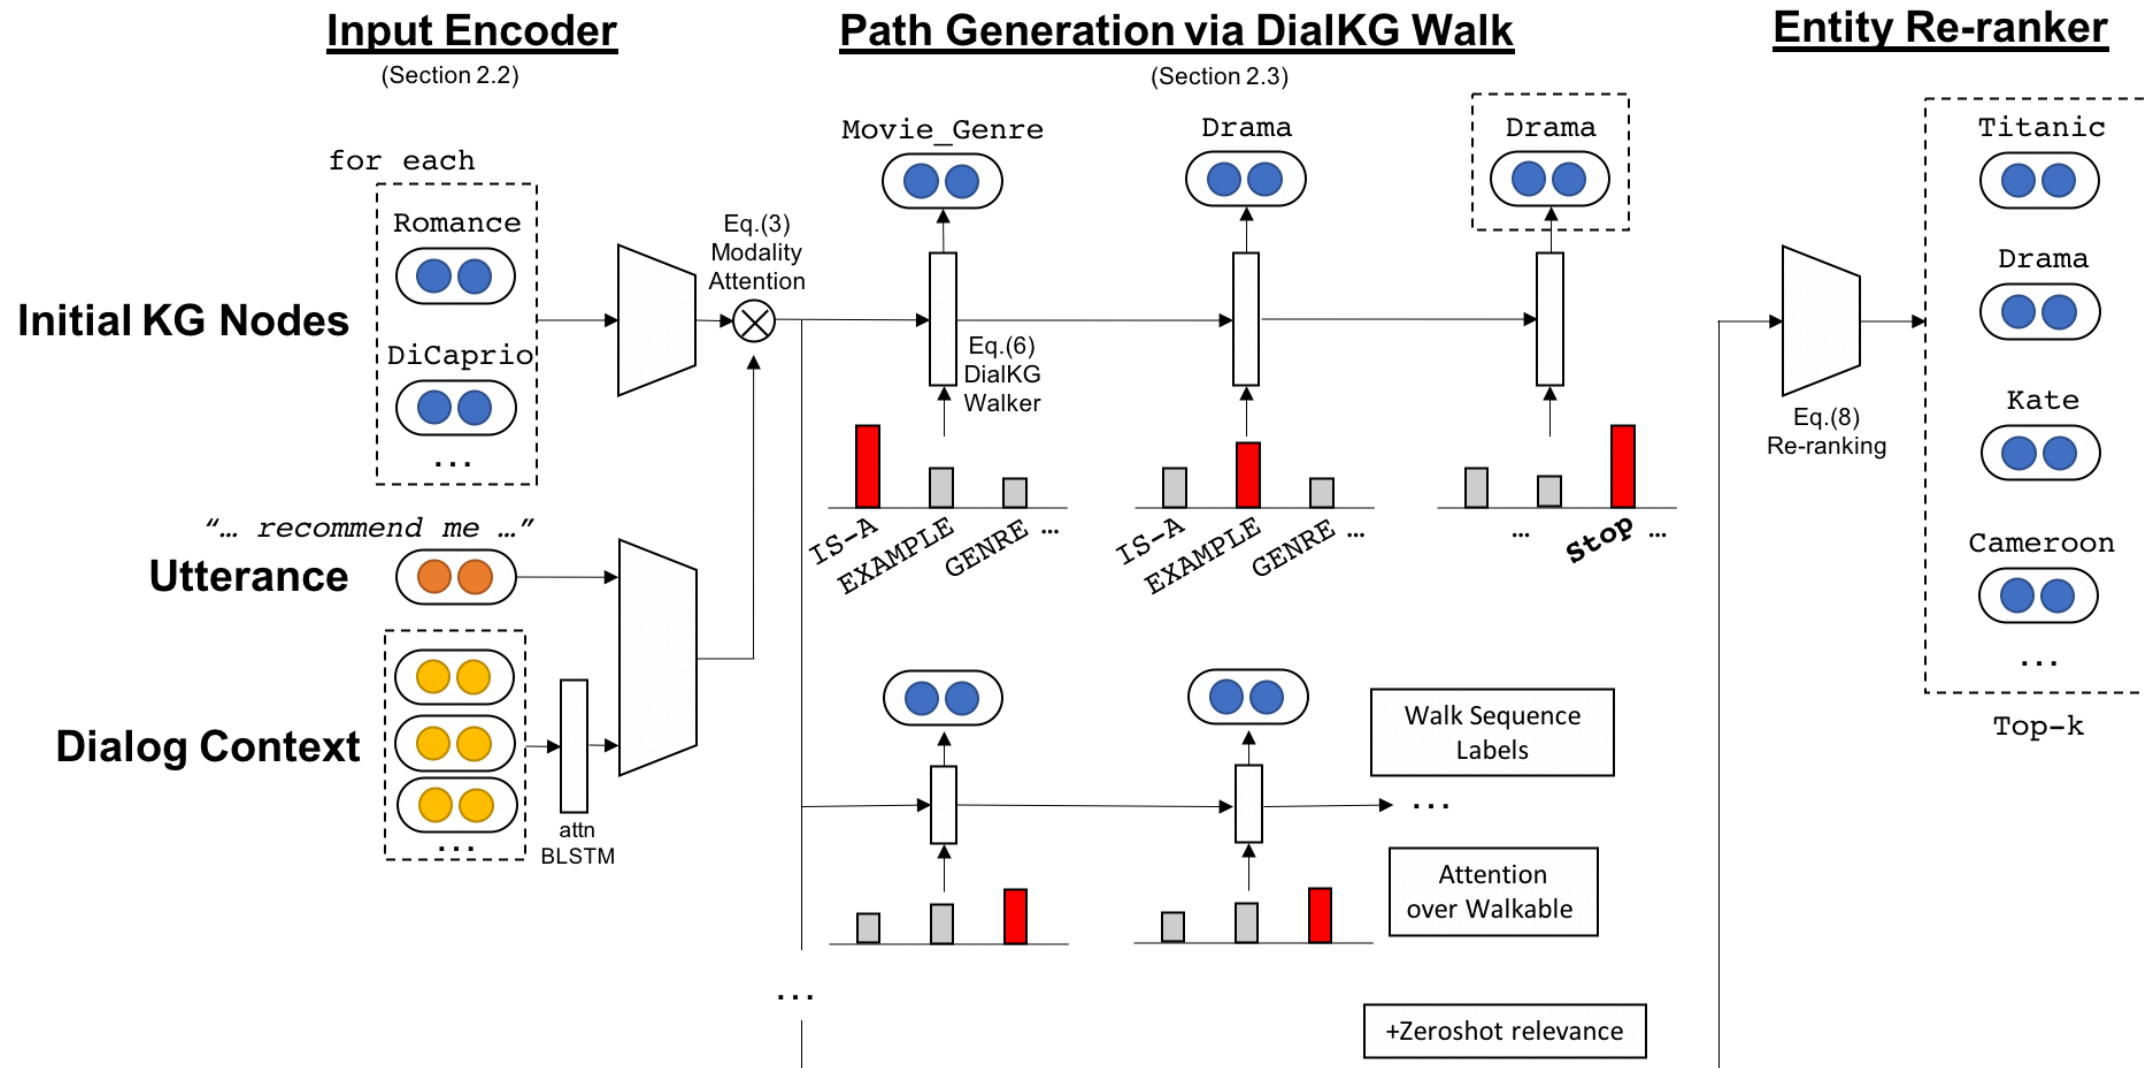 Input Encoder
(Section 2.2)
Path Generation via DialKG Walk
(Section 2.3)
Entity Re-ranker
for each
Romance
DiCaprio
...
Initial KG Nodes
“… recommend me …”
Utterance
Dialog Context
...
attn
BLSTM
Eq.(3)
Modality
Attention
Movie_Genre
Drama
Drama
Eq.(6)
DialKG
Walker
IS-A
EXAMPLE
GENRE
...
IS-A
EXAMPLE
GENRE
...
...
Stop
...
Walk Sequence
Labels
...
Attention
over Walkable
...
+Zeroshot relevance
Eq.(8)
Re-ranking
Titanic
Drama
Kate
Cameroon
...
Top-k